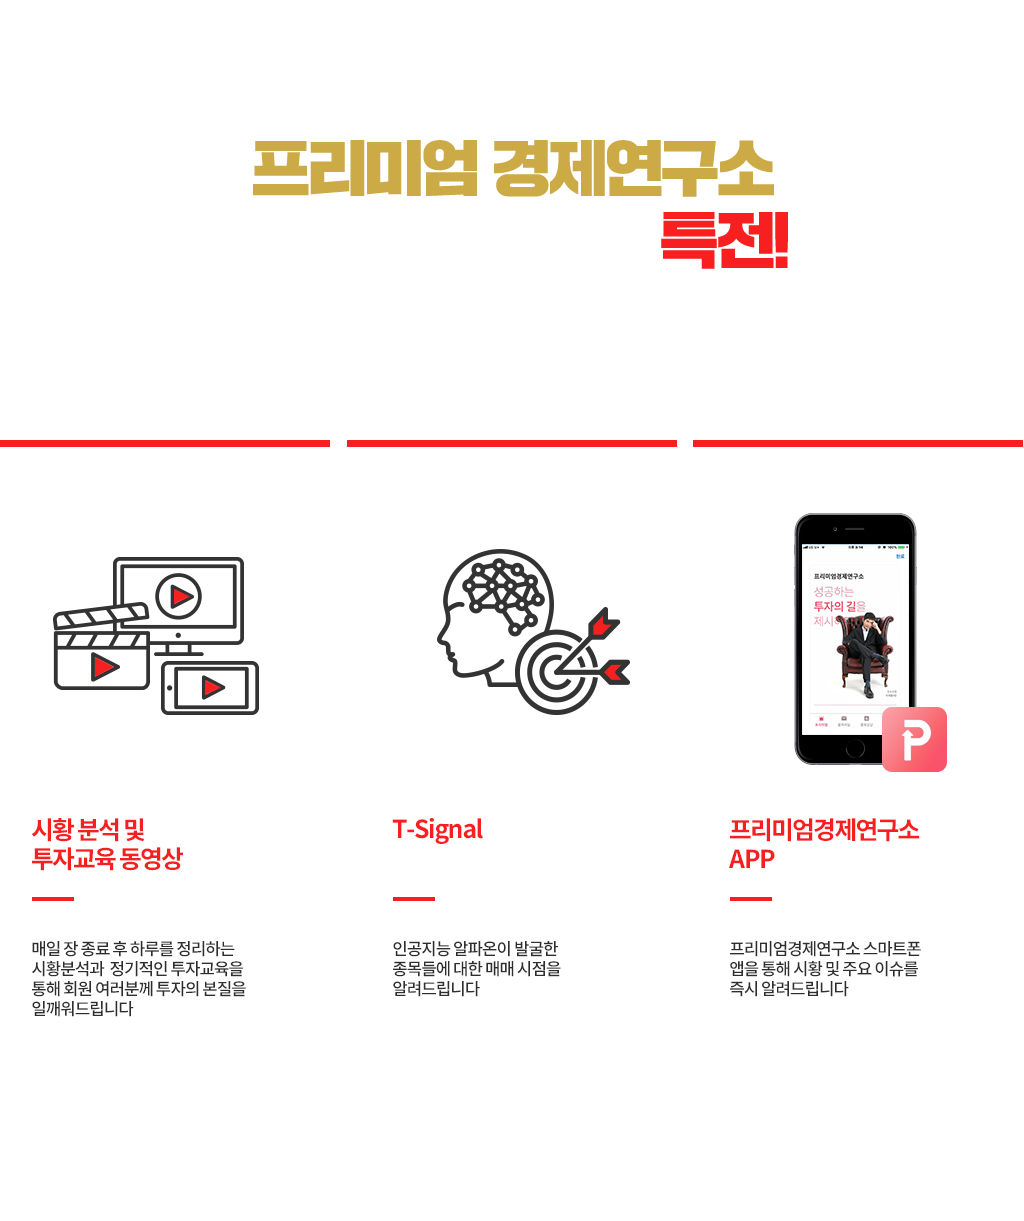 프리미엄 경제연구소
특전!
프리미엄경제연구소
성공하는
투자의 길을
시황 분석 및
투자교육 동영상
T-Signal
프리미엄경제연구소
APP
매일 장 종료 후 하루를 정리하는
시황분석과 정기적인 투자교육을
통해 회원 여러분께 투자의 본질을
일깨워드립니다
인공지능 알파온이 발굴한
종목들에 대한 매매 시점을
알려드립니다
프리미엄경제연구소 스마트폰
앱을 통해 시황 및 주요 이슈를
즉시 알려드립니다